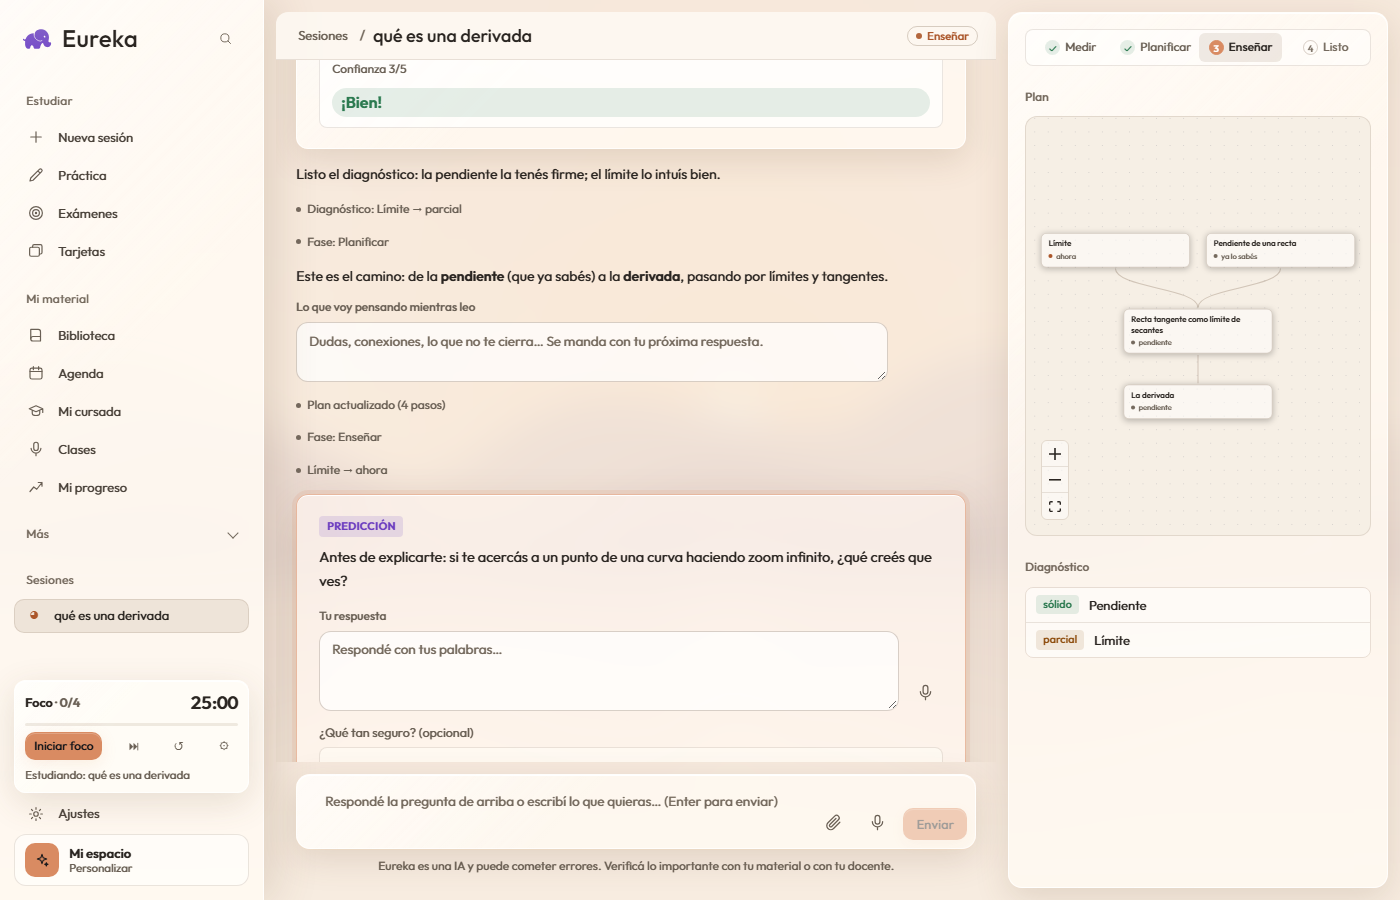 Eureka
Estudiar
Nueva sesión
Práctica
Exámenes
Tarjetas
Mi material
Biblioteca
Agenda
Mi cursada
Clases
Mi progreso
Más
Sesiones
qué es una derivada
Foco · 0/4 25:00
Iniciar foco
Estudiando: qué es una derivada
Ajustes
Mi espacio
Personalizar
Sesiones / qué es una derivada
Enseñar
Confianza 3/5
¡Bien!
Listo el diagnóstico: la pendiente la tenés firme; el límite lo intuís bien.
Diagnóstico: Límite → parcial
Fase: Planificar
Este es el camino: de la pendiente (que ya sabés) a la derivada, pasando por límites y tangentes.
Lo que voy pensando mientras leo
Dudas, conexiones, lo que no te cierra... Se manda con tu próxima respuesta.
Plan actualizado (4 pasos)
Fase: Enseñar
Límite → ahora
PREDICCIÓN
Antes de explicarte: si te acercás a un punto de una curva haciendo zoom infinito, ¿qué creés que
ves?
Tu respuesta
Respondé con tus palabras...
¿Qué tan seguro? (opcional)
Respondé la pregunta de arriba o escribí lo que quieras... (Enter para enviar)
Enviar
Eureka es una IA y puede cometer errores. Verificá lo importante con tu material o con tu docente.
Medir
Planificar
3 Enseñar
4 Listo
Plan
Límite
ahora
Pendiente de una recta
ya lo sabés
Recta tangente como límite de
secantes
pendiente
La derivada
pendiente
Diagnóstico
sólido Pendiente
parcial Límite